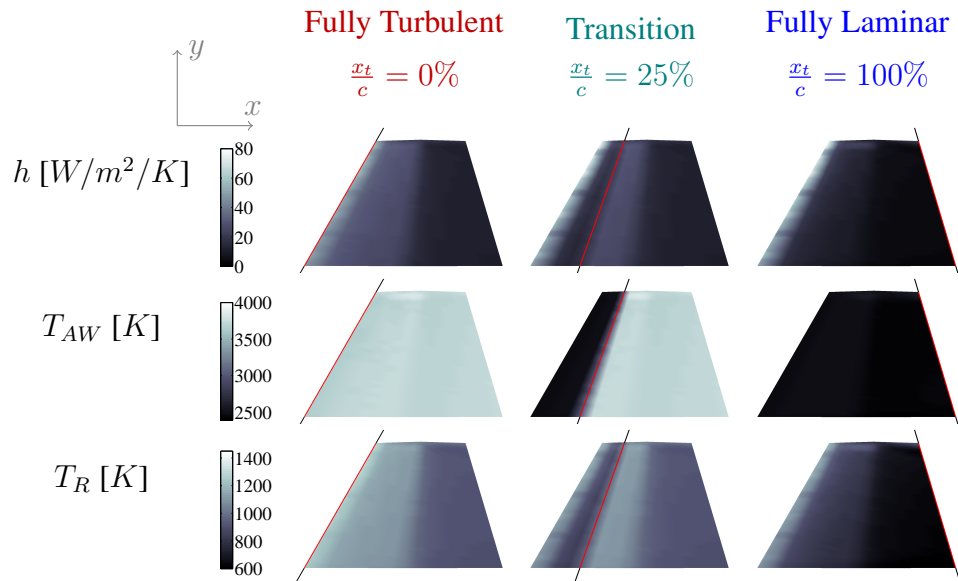 Fully Turbulent Transition Fully Laminar
x_t/c = 0% x_t/c = 25% x_t/c = 100%
y
x
h [W/m²/K]
80
60
40
20
0
T_AW [K]
4000
3500
3000
2500
T_R [K]
1400
1200
1000
800
600